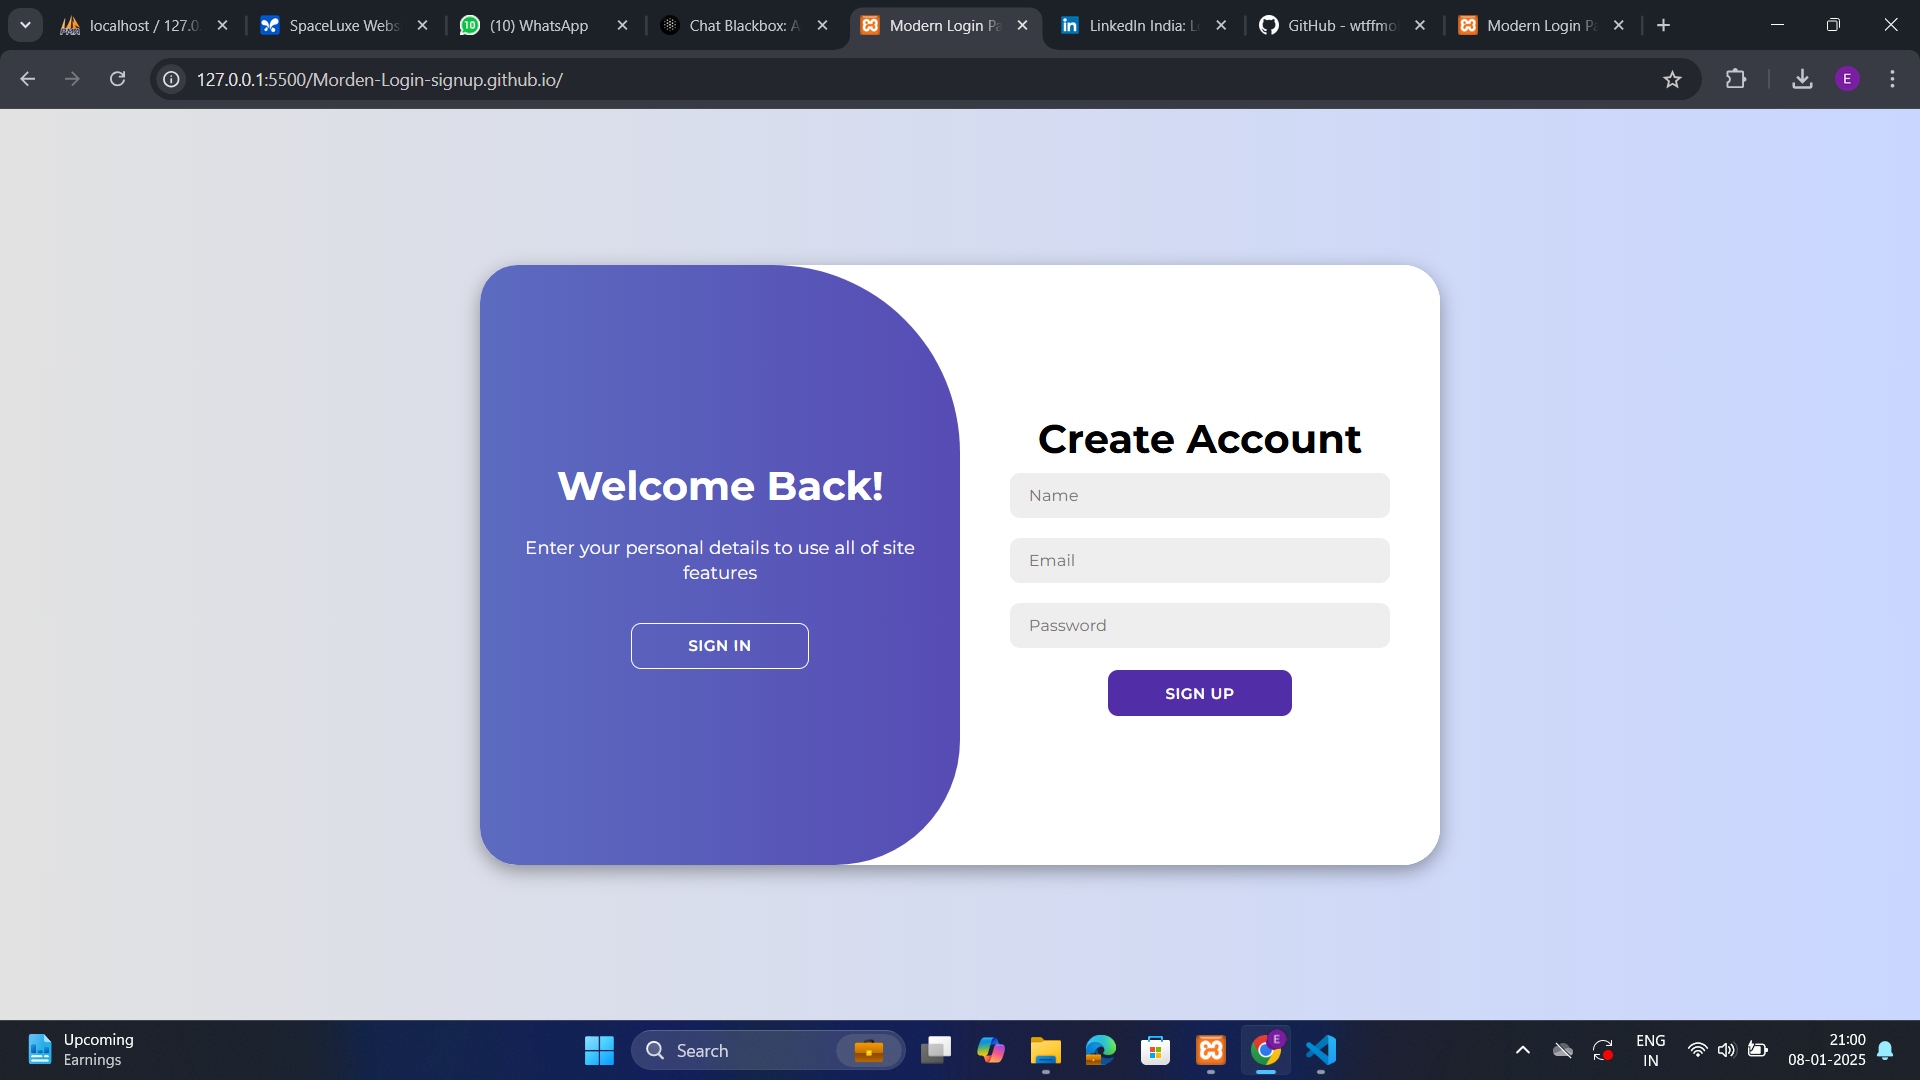 localhost / 127.0.
SpaceLuxe Webs
(10) WhatsApp
Chat Blackbox: A
Modern Login Pa
LinkedIn India: L
GitHub - wtffmo
Modern Login Pa
127.0.0.1:5500/Morden-Login-signup.github.io/
E
Welcome Back!
Enter your personal details to use all of site
features
SIGN IN
Create Account
Name
Email
Password
SIGN UP
Upcoming
Earnings
Search
ENG
IN
21:00
08-01-2025